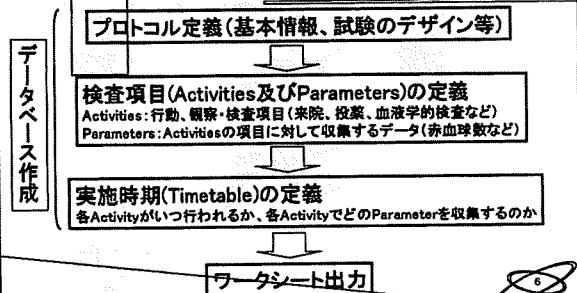 プロトコル定義(基本情報、試験のデザイン等)
データベース作成
検査項目(Activities及びParameters)の定義
Activities:行動、観察・検査項目(来院、投薬、血液学的検査など)
Parameters:Activitiesの項目に対して収集するデータ(赤血球数など)
実施時期(Timetable)の定義
各Activityがいつ行われるか、各ActivityでどのParameterを収集するのか
ワークシート出力
6